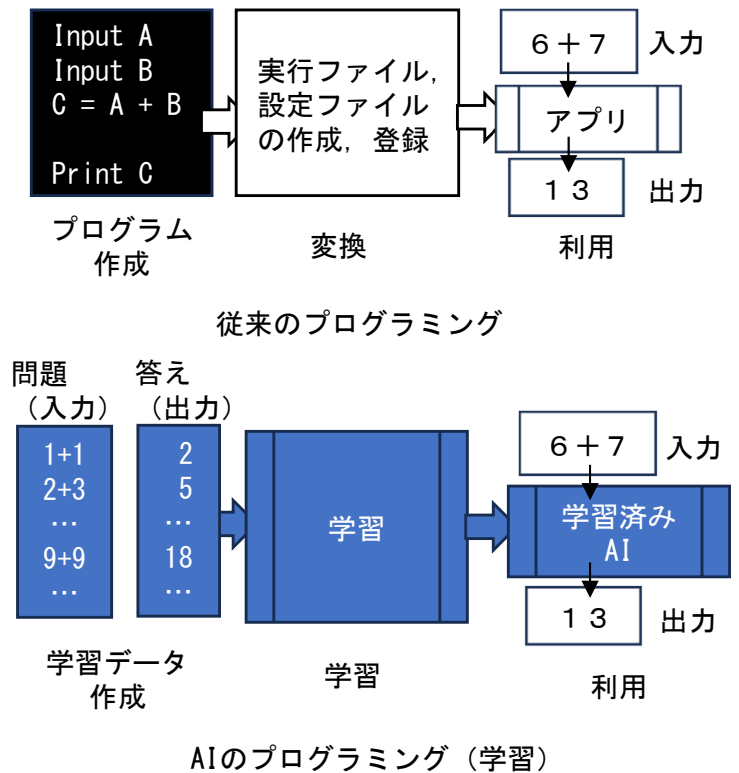 Input A
Input B
C = A + B
Print C
プログラム
作成
実行ファイル，
設定ファイル
の作成，登録
変換
６＋７
入力
アプリ
１３
出力
利用
従来のプログラミング
問題
（入力）
答え
（出力）
1+1
2+3
…
9+9
…
2
5
…
18
…
学習データ
作成
学習
学習
６＋７
入力
学習済み
AI
１３
出力
利用
AIのプログラミング（学習）